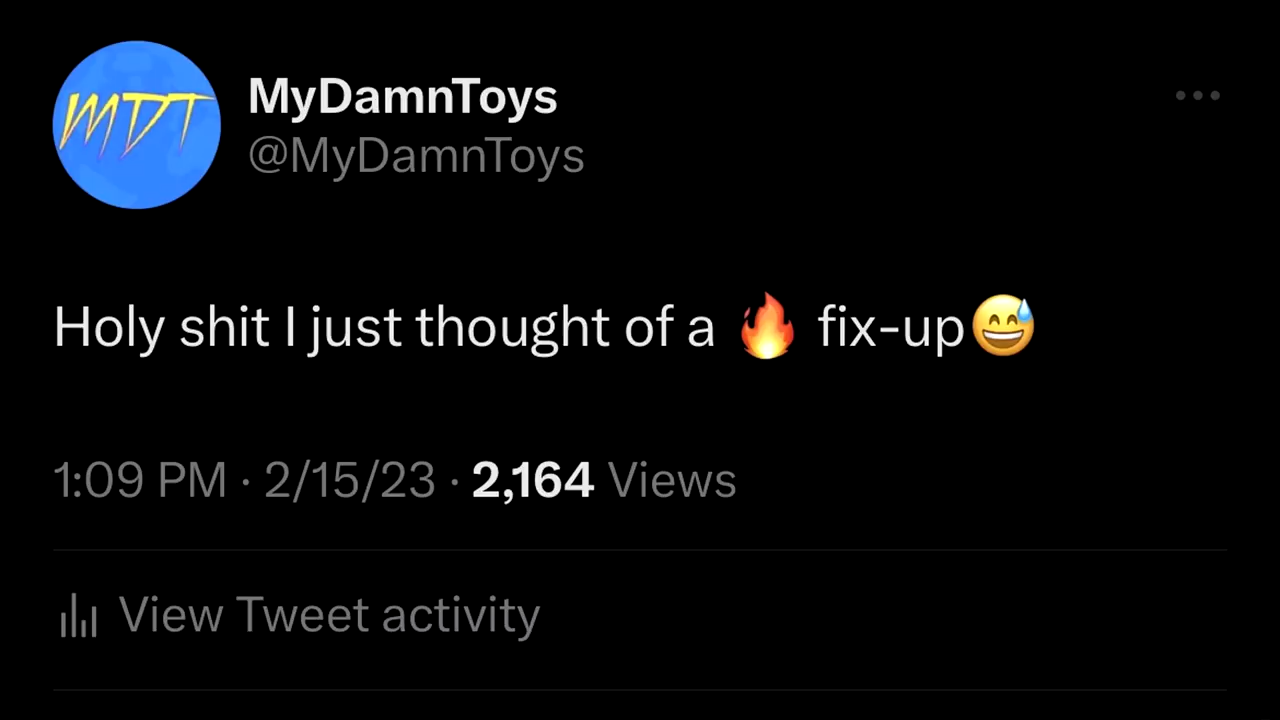 MDT
MyDamnToys
@MyDamnToys
Holy shit I just thought of a 🔥 fix-up😅
1:09 PM · 2/15/23 · 2,164 Views
View Tweet activity